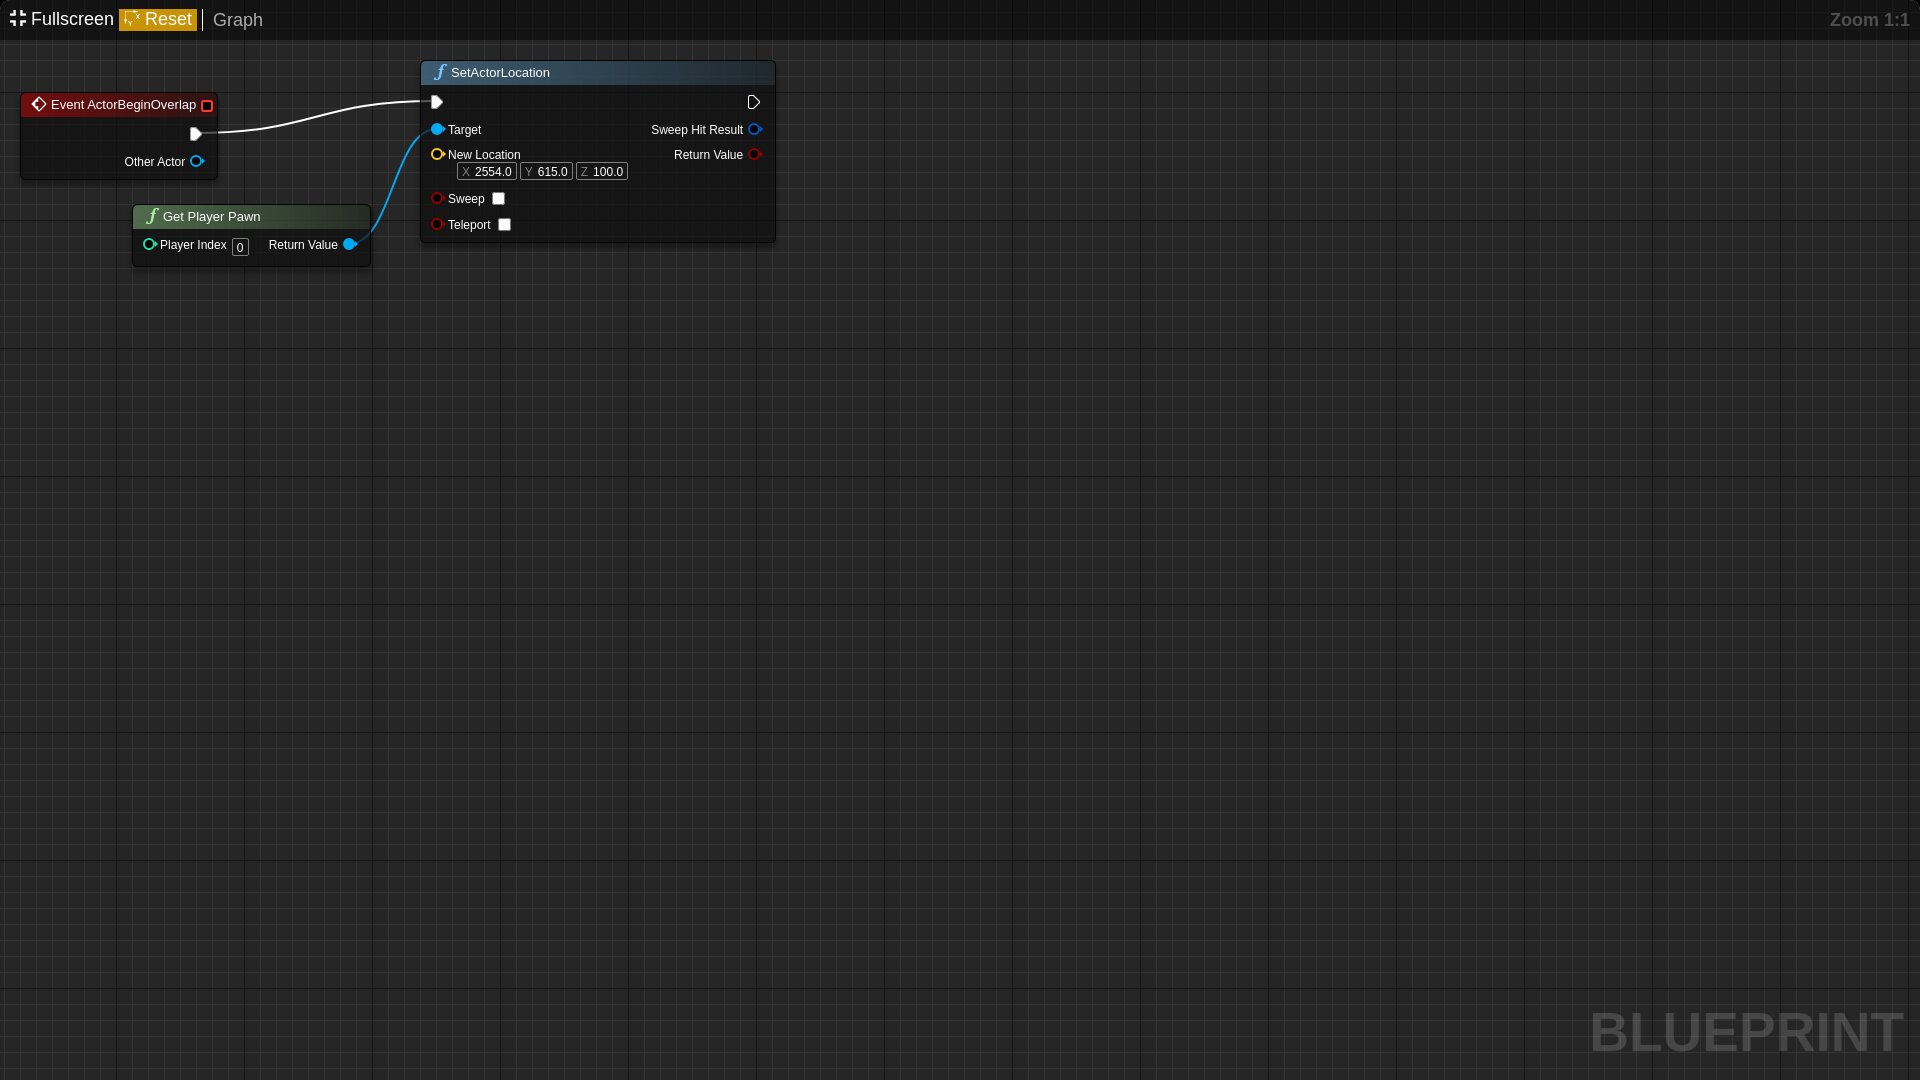 Fullscreen Reset Graph Zoom 1:1
Event ActorBeginOverlap
Other Actor
Get Player Pawn
Player Index 0 Return Value
SetActorLocation
Target Sweep Hit Result
New Location Return Value
X 2554.0 Y 615.0 Z 100.0
Sweep
Teleport
BLUEPRINT